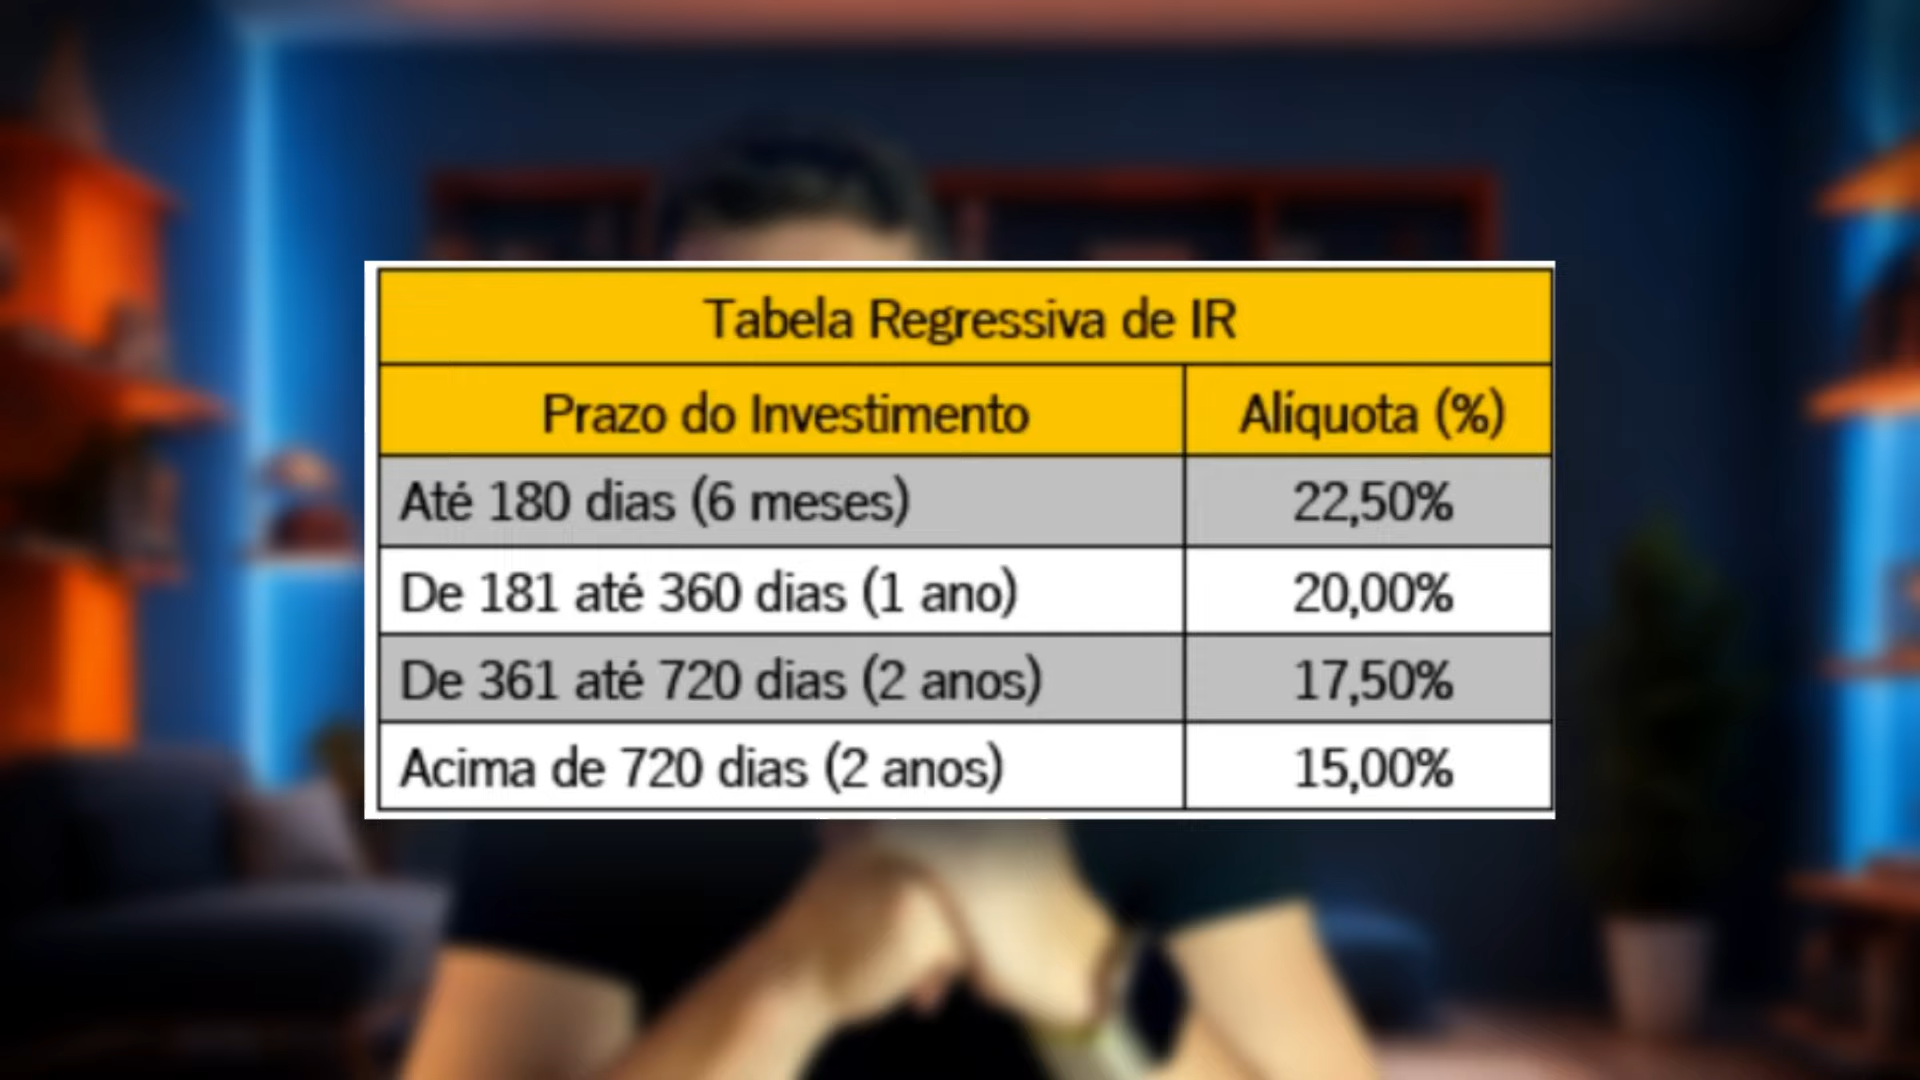 Tabela Regressiva de IR
Prazo do Investimento Alíquota (%)
Até 180 dias (6 meses) 22,50%
De 181 até 360 dias (1 ano) 20,00%
De 361 até 720 dias (2 anos) 17,50%
Acima de 720 dias (2 anos) 15,00%